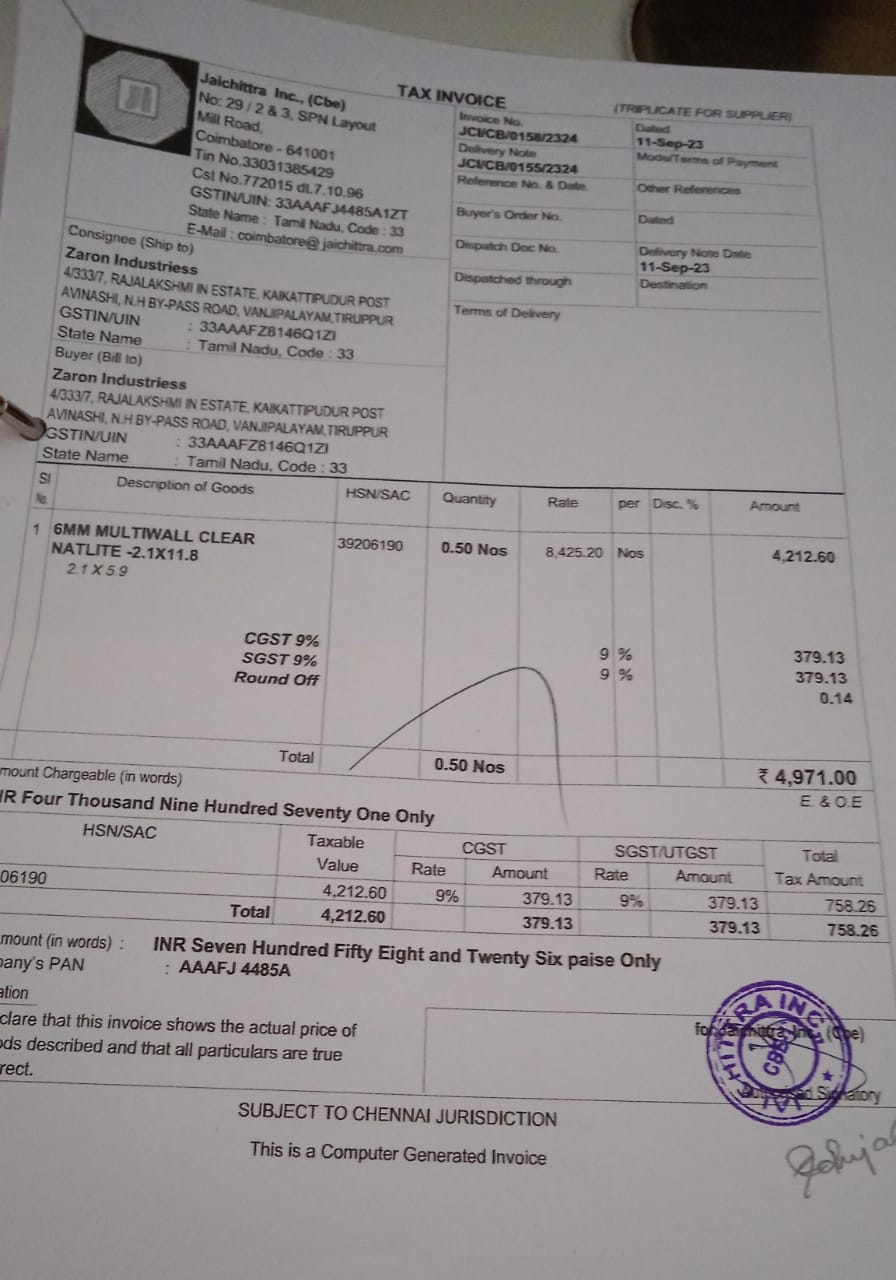 Ji
Jaichittra Inc., (Cbe)
No: 29 / 2 & 3, SPN Layout
Mill Road,
Coimbatore - 641001
Tin No.33031385429
Cst No.772015 dt.7.10.96
GSTIN/UIN: 33AAAFJ4485A1ZT
State Name : Tamil Nadu, Code : 33
E-Mail : coimbatore@jaichittra.com
TAX INVOICE
(TRIPLICATE FOR SUPPLIER)
Invoice No.
JCI/CB/0158/2324
Dated
11-Sep-23
Delivery Note
JCI/CB/0155/2324
Mode/Terms of Payment
Reference No. & Date.
Other References
Buyer's Order No.
Dated
Dispatch Doc No.
Delivery Note Date
11-Sep-23
Dispatched through
Destination
Terms of Delivery
Consignee (Ship to)
Zaron Industriess
4/333/7, RAJALAKSHMI IN ESTATE, KAIKATTIPUDUR POST
AVINASHI, N.H BY-PASS ROAD, VANJIPALAYAM,TIRUPPUR
GSTIN/UIN : 33AAAFZ8146Q1ZI
State Name : Tamil Nadu, Code : 33
Buyer (Bill to)
Zaron Industriess
4/333/7, RAJALAKSHMI IN ESTATE, KAIKATTIPUDUR POST
AVINASHI, N.H BY-PASS ROAD, VANJIPALAYAM,TIRUPPUR
GSTIN/UIN : 33AAAFZ8146Q1ZI
State Name : Tamil Nadu, Code : 33
Sl No. Description of Goods HSN/SAC Quantity Rate per Disc. % Amount
1 6MM MULTIWALL CLEAR 39206190 0.50 Nos 8,425.20 Nos 4,212.60
NATLITE -2.1X11.8
2.1 X 5.9
CGST 9% 9 % 379.13
SGST 9% 9 % 379.13
Round Off 0.14
Total 0.50 Nos ₹ 4,971.00
mount Chargeable (in words) E. & O.E
R Four Thousand Nine Hundred Seventy One Only
HSN/SAC Taxable Value CGST SGST/UTGST Total Tax Amount
Rate Amount Rate Amount
06190 4,212.60 9% 379.13 9% 379.13 758.26
Total 4,212.60 379.13 379.13 758.26
mount (in words) : INR Seven Hundred Fifty Eight and Twenty Six paise Only
pany's PAN : AAAFJ 4485A
ation
clare that this invoice shows the actual price of
ods described and that all particulars are true
rect.
for Jaichittra Inc., (Cbe)
CBE
Authorised Signatory
SUBJECT TO CHENNAI JURISDICTION
This is a Computer Generated Invoice